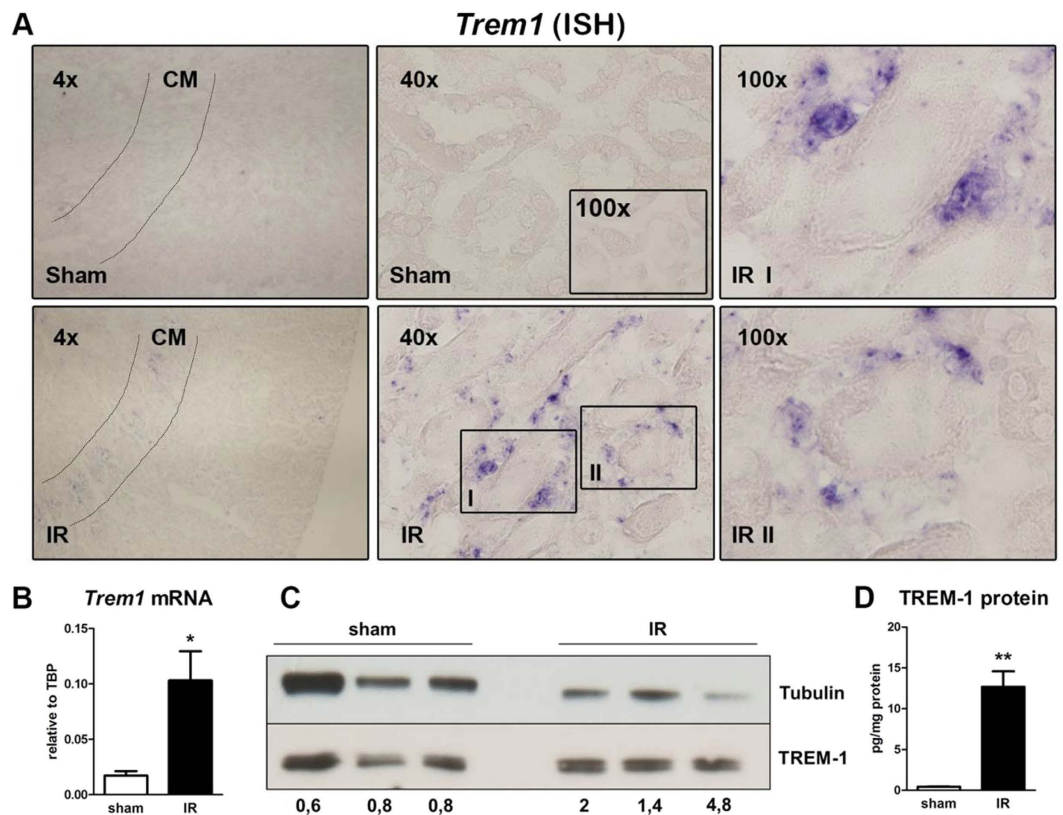 A
Trem1 (ISH)
4x CM
Sham
40x
100x
Sham
100x
IR I
4x CM
IR
40x
I
II
IR
100x
IR II
B
Trem1 mRNA
relative to TBP
0.15
0.10
0.05
0.00
*
sham IR
C
sham IR
Tubulin
TREM-1
0,6 0,8 0,8 2 1,4 4,8
D
TREM-1 protein
pg/mg protein
20
15
10
5
0
**
sham IR